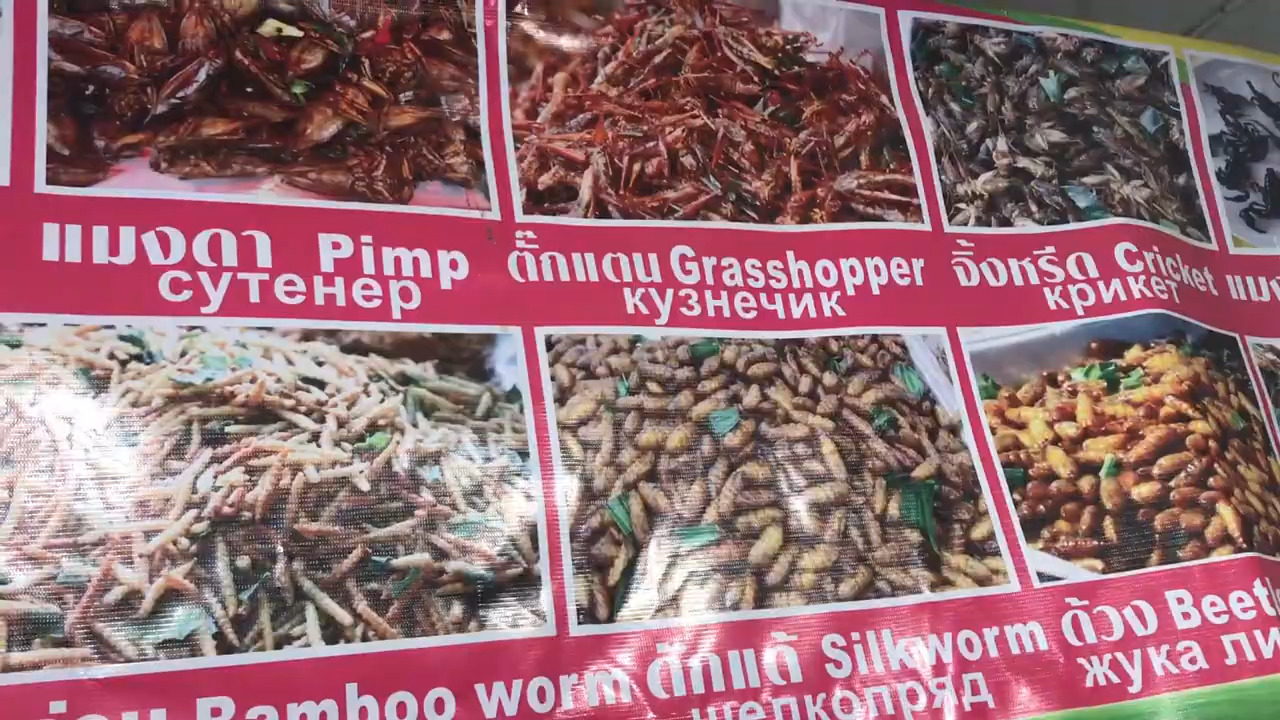 แมงดา Pimp
сутенер
ตั๊กแตน Grasshopper
кузнечик
จิ้งหรีด Cricket
крикет
Bamboo worm
ดักแด้ Silkworm
шелкопряд
ด้วง
жука